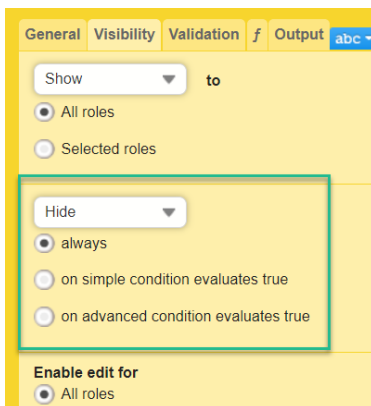 General Visibility Validation ƒ Output abc
Show to
All roles
Selected roles
Hide
always
on simple condition evaluates true
on advanced condition evaluates true
Enable edit for
All roles